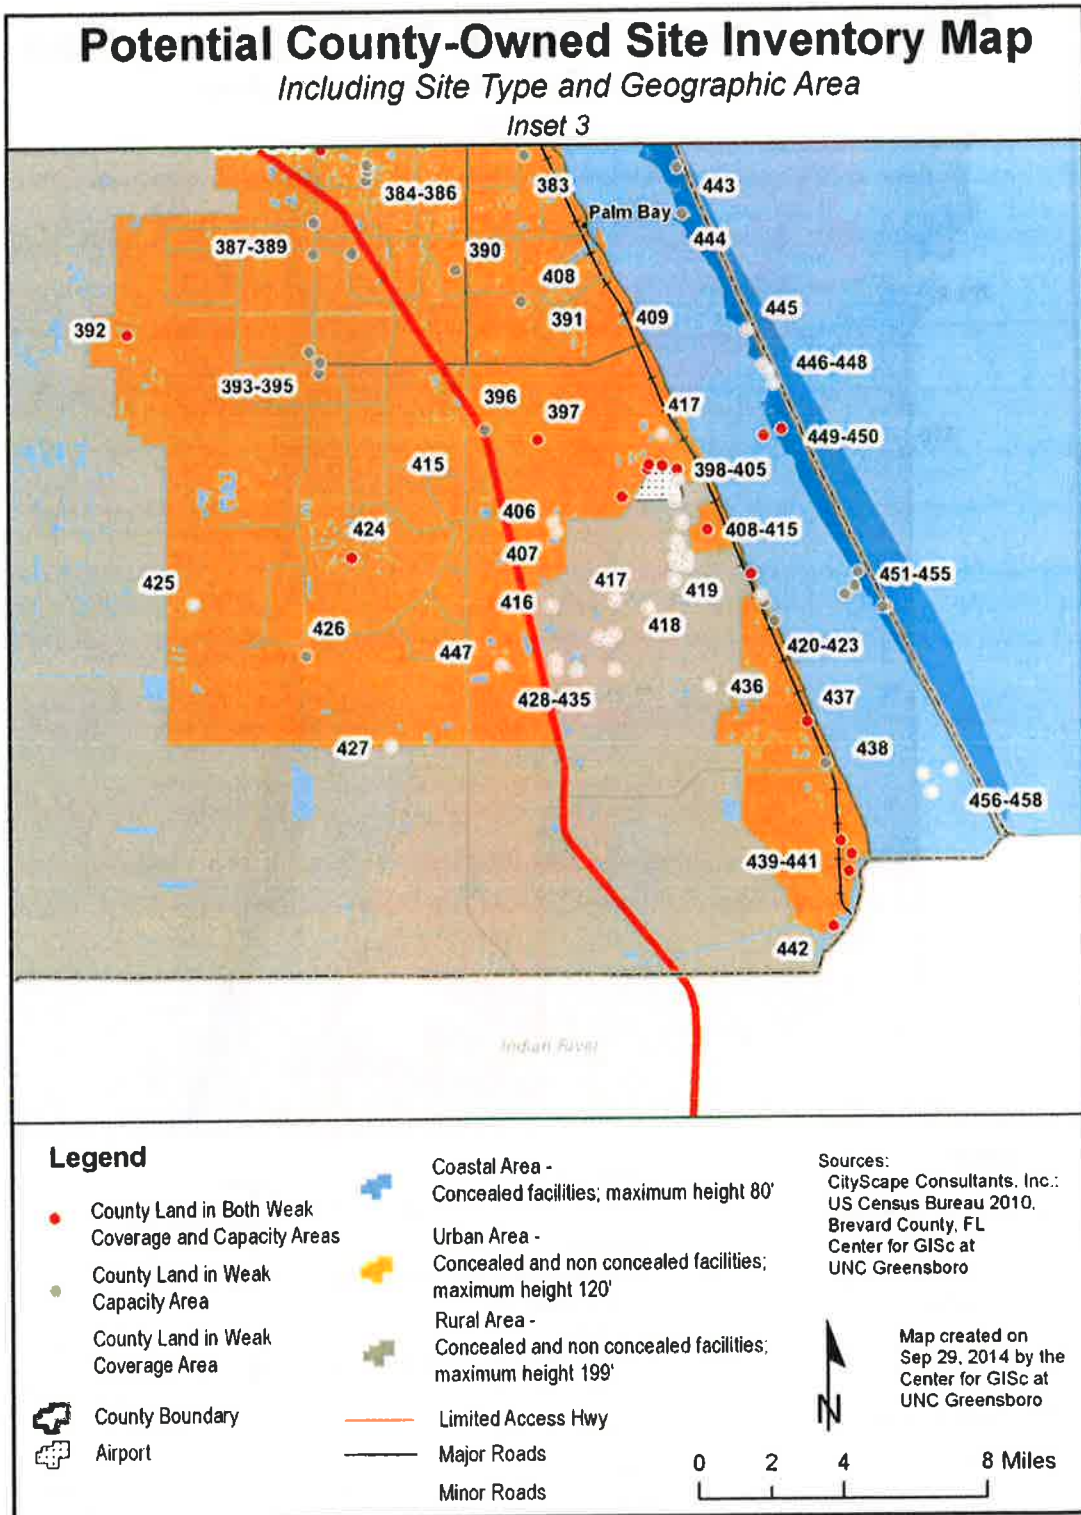 Potential County-Owned Site Inventory Map
Including Site Type and Geographic Area
Inset 3
383
443
384-386
Palm Bay
444
387-389
390
408
445
391
409
392
446-448
393-395
396
397
417
449-450
415
398-405
406
408-415
424
407
417
451-455
425
419
416
418
426
420-423
447
436
428-435
437
427
438
456-458
439-441
442
Indian River
Legend
County Land in Both Weak
Coverage and Capacity Areas
County Land in Weak
Capacity Area
County Land in Weak
Coverage Area
County Boundary
Airport
Coastal Area -
Concealed facilities; maximum height 80'
Urban Area -
Concealed and non concealed facilities;
maximum height 120'
Rural Area -
Concealed and non concealed facilities;
maximum height 199'
Limited Access Hwy
Major Roads
Minor Roads
Sources:
CityScape Consultants, Inc.:
US Census Bureau 2010,
Brevard County, FL
Center for GISc at
UNC Greensboro
N
Map created on
Sep 29, 2014 by the
Center for GISc at
UNC Greensboro
0 2 4 8 Miles